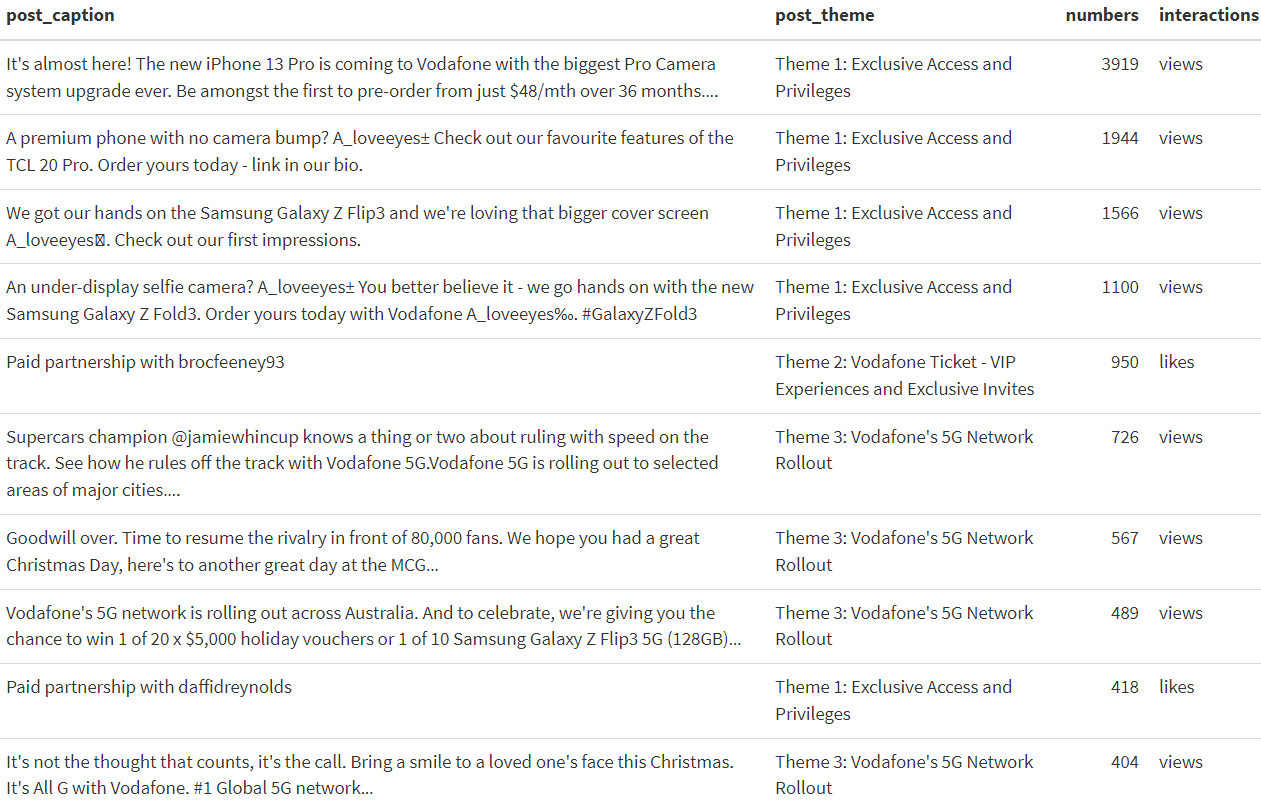 post_caption post_theme numbers interactions
It's almost here! The new iPhone 13 Pro is coming to Vodafone with the biggest Pro Camera Theme 1: Exclusive Access and 3919 views
system upgrade ever. Be amongst the first to pre-order from just $48/mth over 36 months.... Privileges
A premium phone with no camera bump? A_loveeyes± Check out our favourite features of the Theme 1: Exclusive Access and 1944 views
TCL 20 Pro. Order yours today - link in our bio. Privileges
We got our hands on the Samsung Galaxy Z Flip3 and we're loving that bigger cover screen Theme 1: Exclusive Access and 1566 views
A_loveeyes. Check out our first impressions. Privileges
An under-display selfie camera? A_loveeyes± You better believe it - we go hands on with the new Theme 1: Exclusive Access and 1100 views
Samsung Galaxy Z Fold3. Order yours today with Vodafone A_loveeyes‰. #GalaxyZFold3 Privileges
Paid partnership with brocfeeney93 Theme 2: Vodafone Ticket - VIP 950 likes
Experiences and Exclusive Invites
Supercars champion @jamiewhincup knows a thing or two about ruling with speed on the Theme 3: Vodafone's 5G Network 726 views
track. See how he rules off the track with Vodafone 5G.Vodafone 5G is rolling out to selected Rollout
areas of major cities....
Goodwill over. Time to resume the rivalry in front of 80,000 fans. We hope you had a great Theme 3: Vodafone's 5G Network 567 views
Christmas Day, here's to another great day at the MCG... Rollout
Vodafone's 5G network is rolling out across Australia. And to celebrate, we're giving you the Theme 3: Vodafone's 5G Network 489 views
chance to win 1 of 20 x $5,000 holiday vouchers or 1 of 10 Samsung Galaxy Z Flip3 5G (128GB)... Rollout
Paid partnership with daffidreynolds Theme 1: Exclusive Access and 418 likes
Privileges
It's not the thought that counts, it's the call. Bring a smile to a loved one's face this Christmas. Theme 3: Vodafone's 5G Network 404 views
It's All G with Vodafone. #1 Global 5G network... Rollout